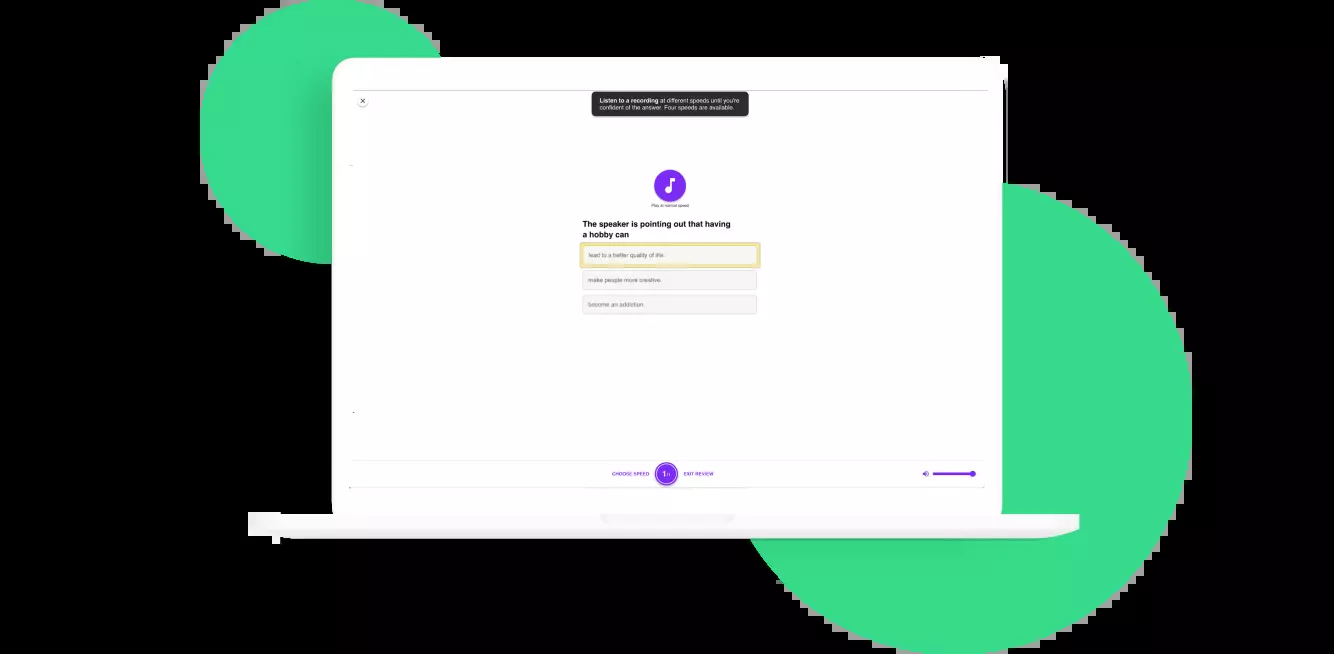 Listen to a recording at different speeds until you're
confident of the answer. Four speeds are available.
Play at normal speed
The speaker is pointing out that having
a hobby can
lead to a better quality of life.
make people more creative.
become an addiction.
CHOOSE SPEED
1
EXIT REVIEW